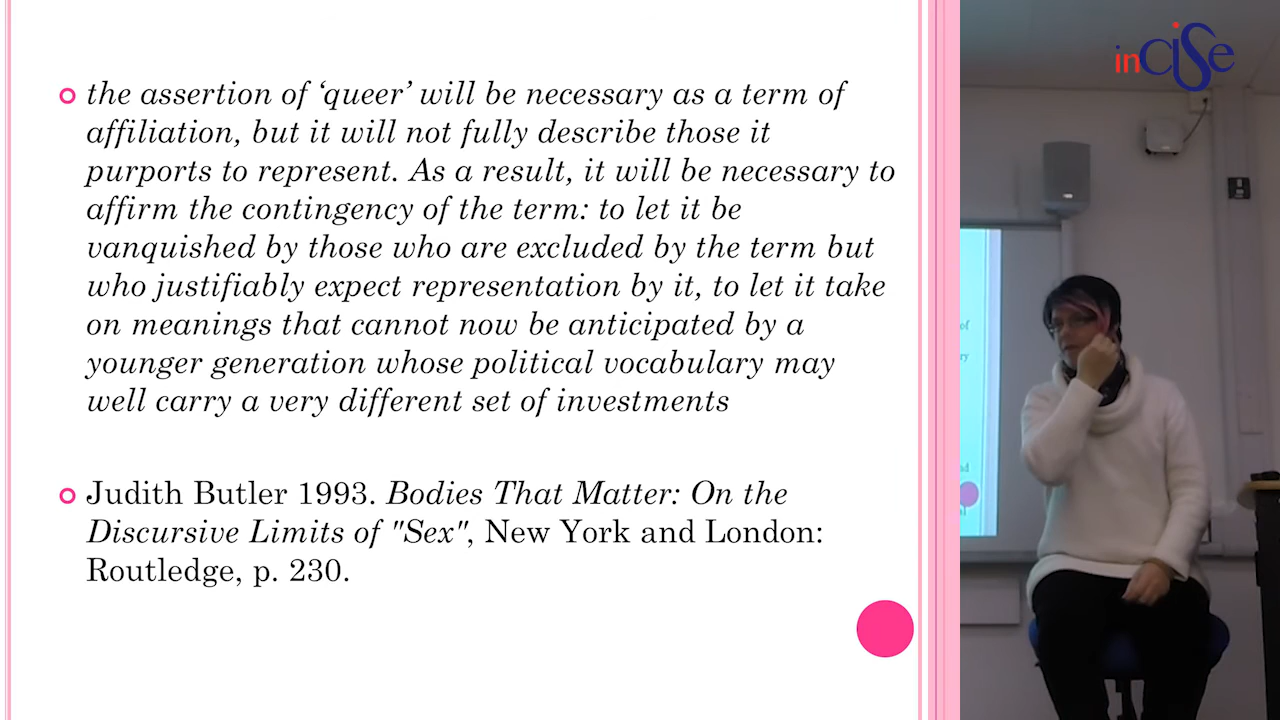 the assertion of ‘queer’ will be necessary as a term of
affiliation, but it will not fully describe those it
purports to represent. As a result, it will be necessary to
affirm the contingency of the term: to let it be
vanquished by those who are excluded by the term but
who justifiably expect representation by it, to let it take
on meanings that cannot now be anticipated by a
younger generation whose political vocabulary may
well carry a very different set of investments
Judith Butler 1993. Bodies That Matter: On the
Discursive Limits of "Sex", New York and London:
Routledge, p. 230.
inCiSe
of